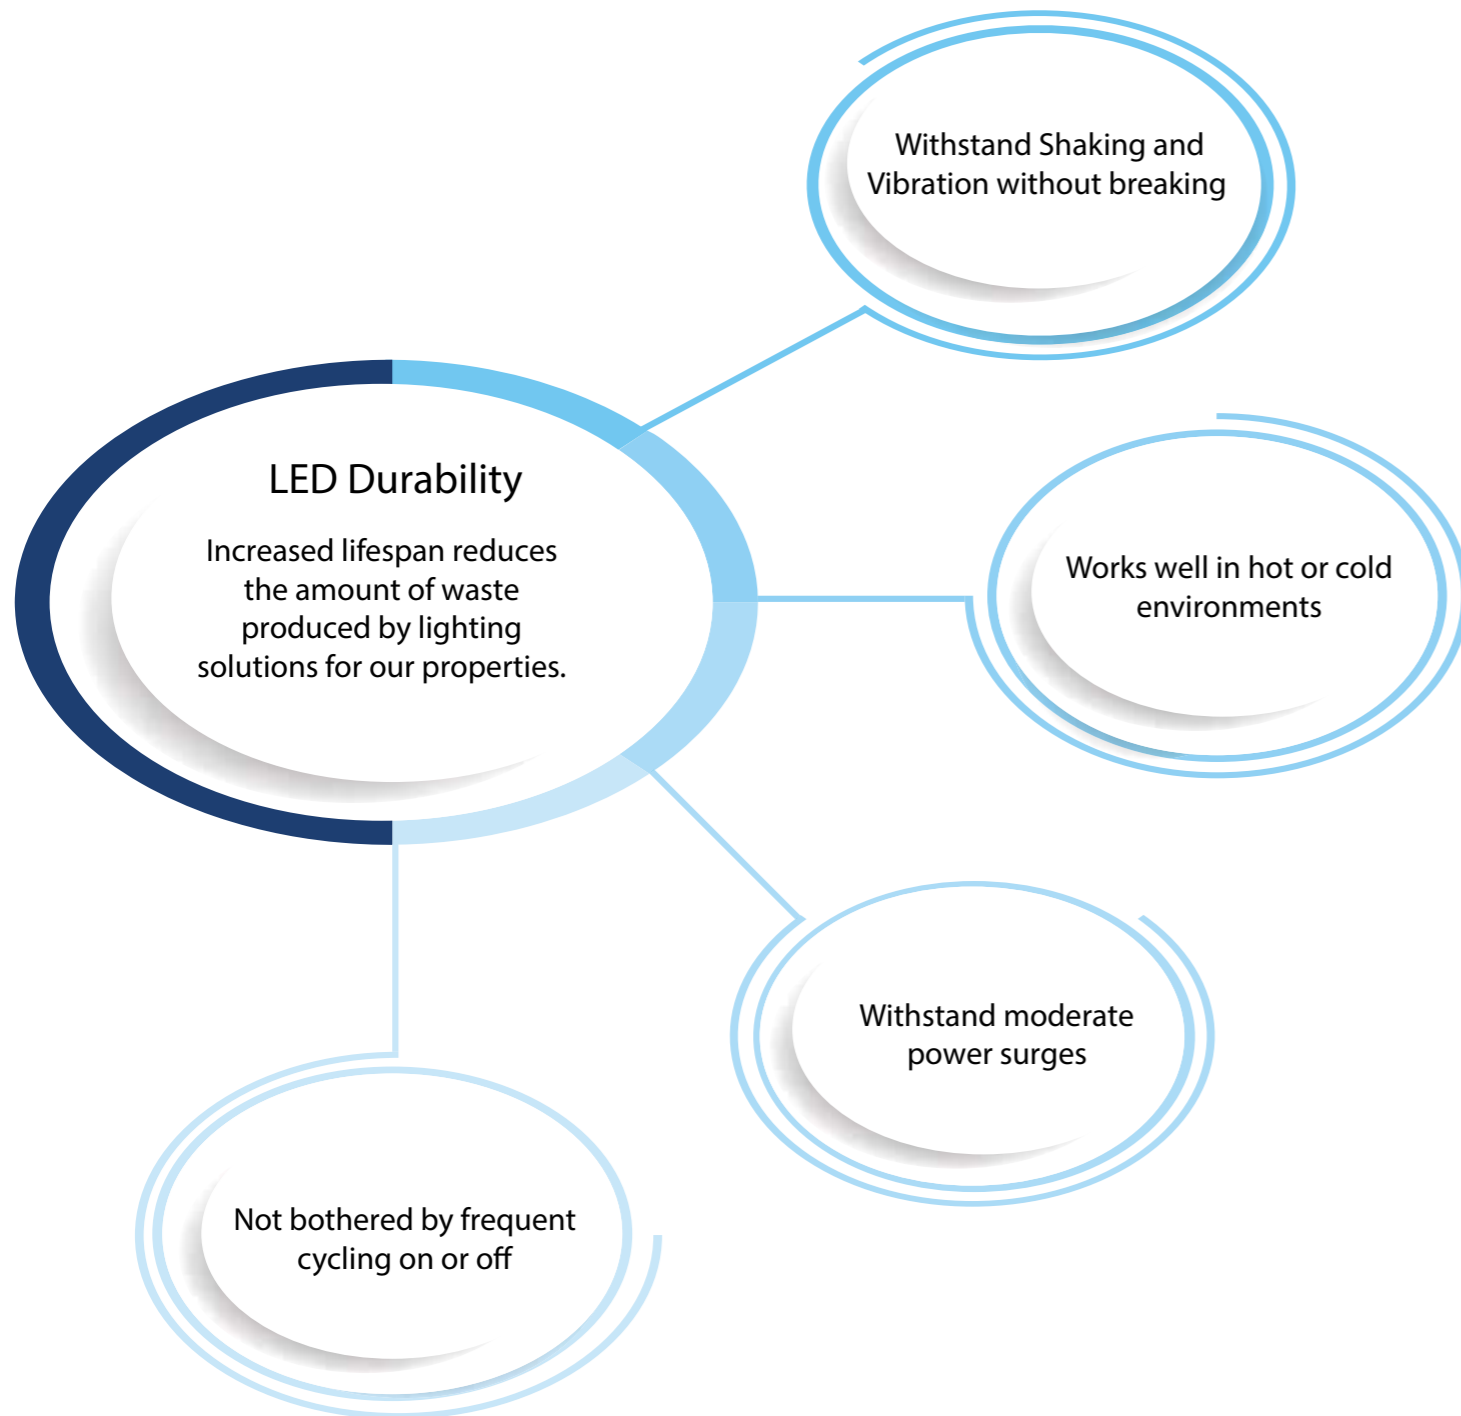 Withstand Shaking and
Vibration without breaking
LED Durability
Increased lifespan reduces
the amount of waste
produced by lighting
solutions for our properties.
Works well in hot or cold
environments
Withstand moderate
power surges
Not bothered by frequent
cycling on or off